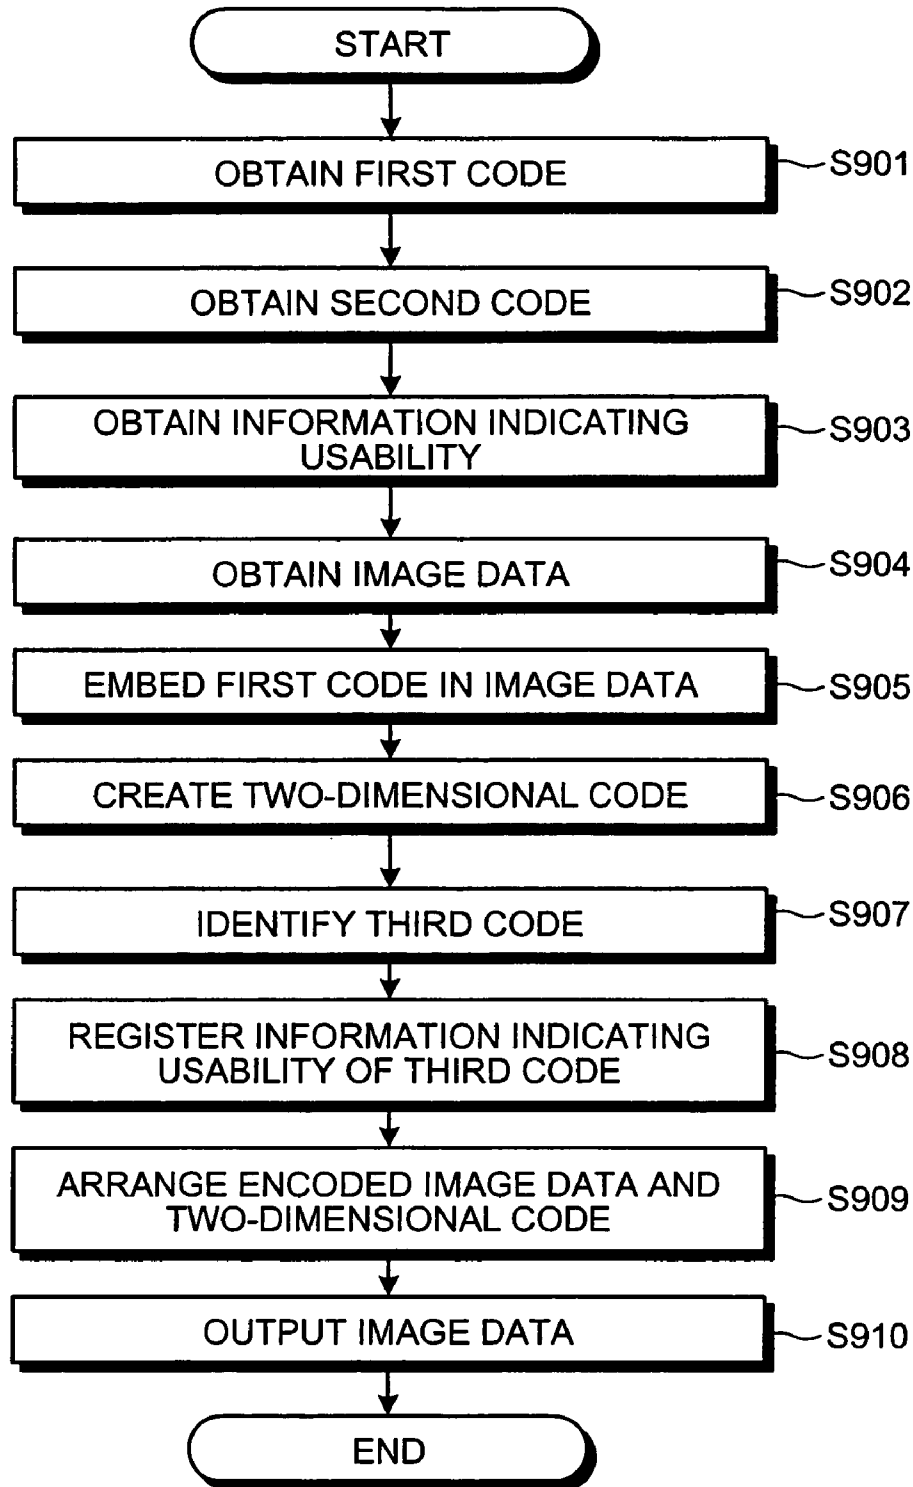 START
OBTAIN FIRST CODE
S901
OBTAIN SECOND CODE
S902
OBTAIN INFORMATION INDICATING
USABILITY
S903
OBTAIN IMAGE DATA
S904
EMBED FIRST CODE IN IMAGE DATA
S905
CREATE TWO-DIMENSIONAL CODE
S906
IDENTIFY THIRD CODE
S907
REGISTER INFORMATION INDICATING
USABILITY OF THIRD CODE
S908
ARRANGE ENCODED IMAGE DATA AND
TWO-DIMENSIONAL CODE
S909
OUTPUT IMAGE DATA
S910
END